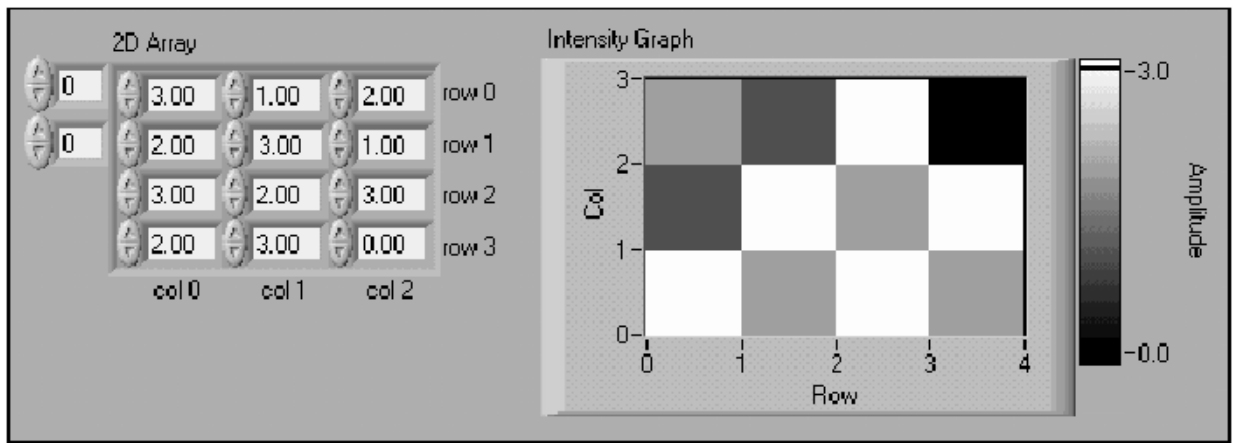 2D Array
0
0
3.00 1.00 2.00 row 0
2.00 3.00 1.00 row 1
3.00 2.00 3.00 row 2
2.00 3.00 0.00 row 3
col 0 col 1 col 2
Intensity Graph
3
2
1
0
Col
0 1 2 3 4
Row
3.0
0.0
Amplitude